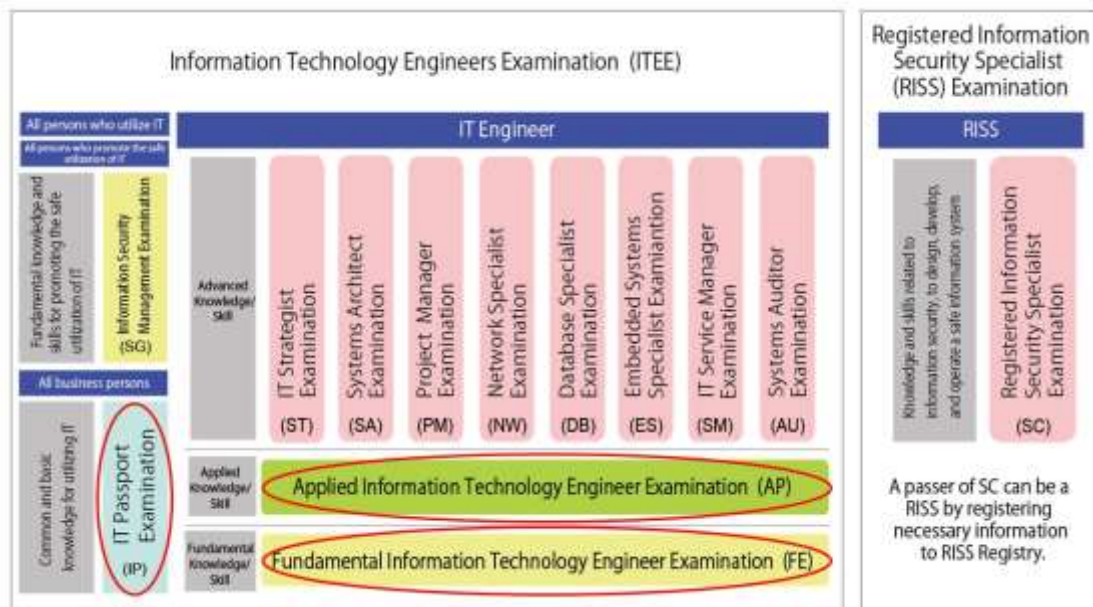 Information Technology Engineers Examination (ITEE)
All persons who utilize IT
All persons who promote the safe
utilization of IT
Fundamental knowledge and
skills for promoting the safe
utilization of IT
Information Security
Management Examination
(SG)
All business persons
Common and basic
knowledge for utilizing IT
IT Passport
Examination
(IP)
IT Engineer
Advanced
Knowledge/
Skill
IT Strategist
Examination
(ST)
Systems Architect
Examination
(SA)
Project Manager
Examination
(PM)
Network Specialist
Examination
(NW)
Database Specialist
Examination
(DB)
Embedded Systems
Specialist Examiantion
(ES)
IT Service Manager
Examination
(SM)
Systems Auditor
Examination
(AU)
Applied
Knowledge/
Skill
Applied Information Technology Engineer Examination (AP)
Fundamental
Knowledge/
Skill
Fundamental Information Technology Engineer Examination (FE)
Registered Information
Security Specialist
(RISS) Examination
RISS
Knowledge and skills related to
information security to design, develop,
and operate a safe information system
Registered Information
Security Specialist
Examination
(SC)
A passer of SC can be a
RISS by registering
necessary information
to RISS Registry.